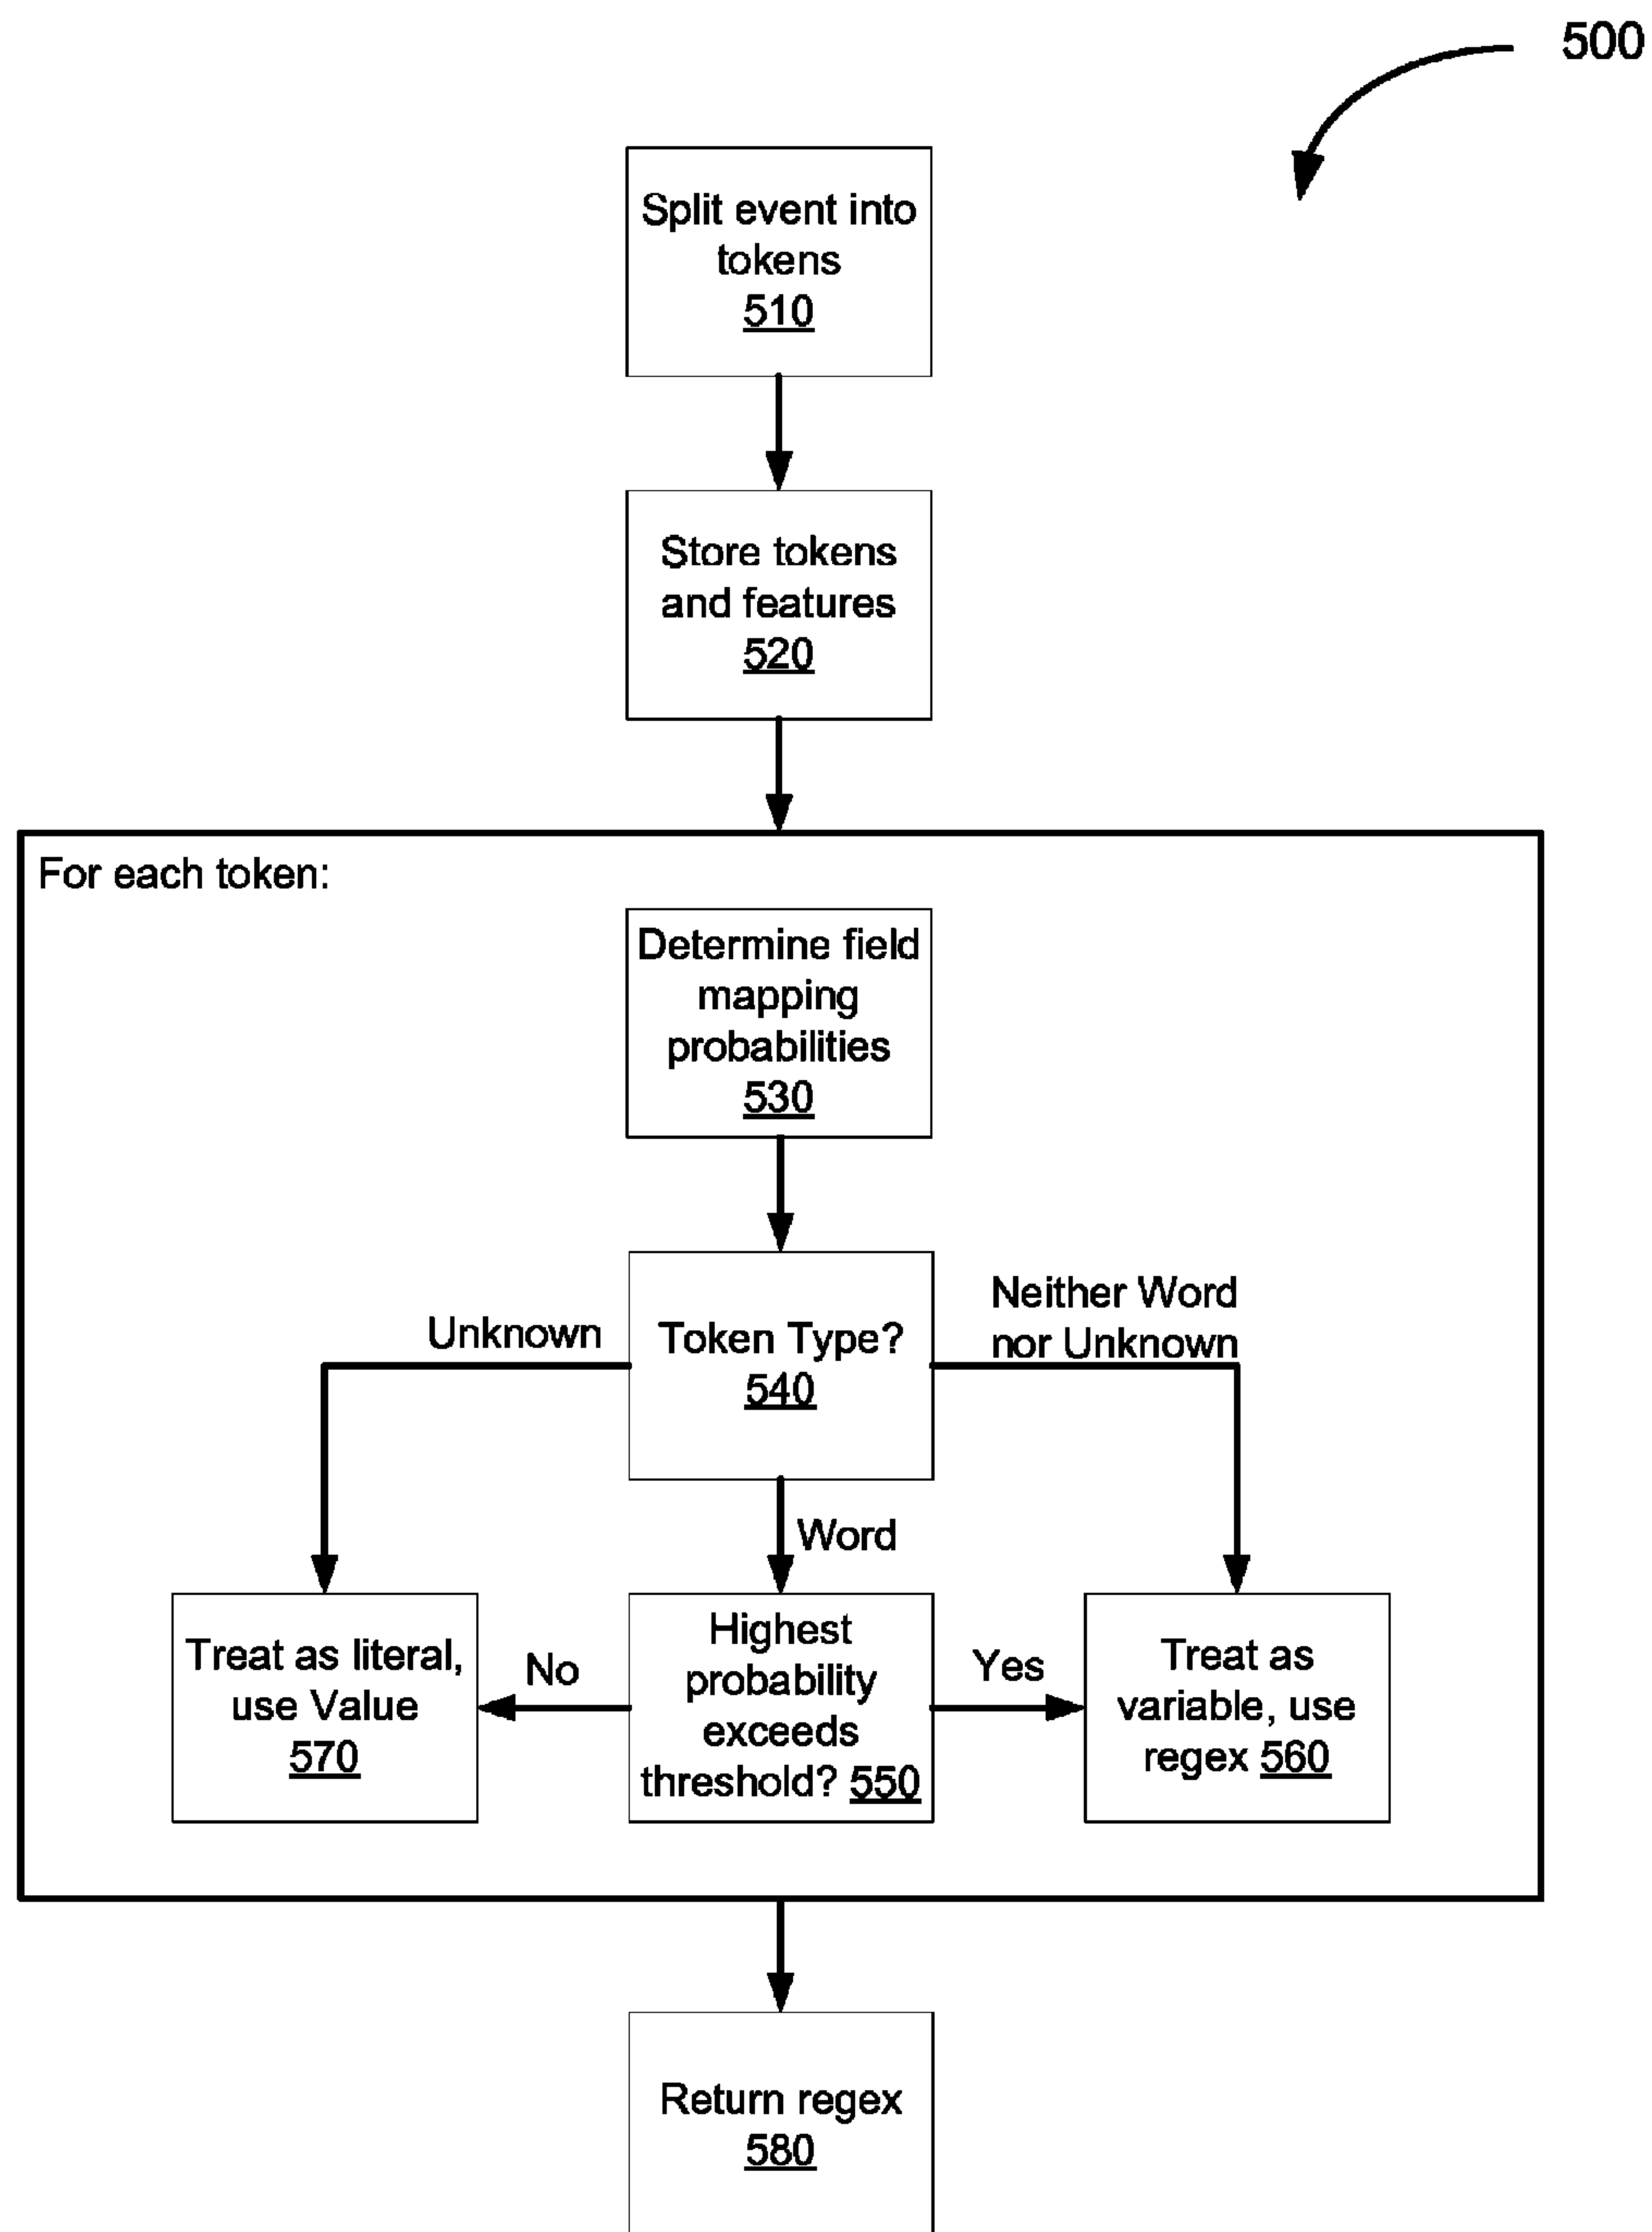 500
Split event into
tokens
510
Store tokens
and features
520
For each token:
Determine field
mapping
probabilities
530
Unknown
Token Type?
540
Neither Word
nor Unknown
Word
Treat as literal,
use Value
570
No
Highest
probability
exceeds
threshold? 550
Yes
Treat as
variable, use
regex 560
Return regex
580